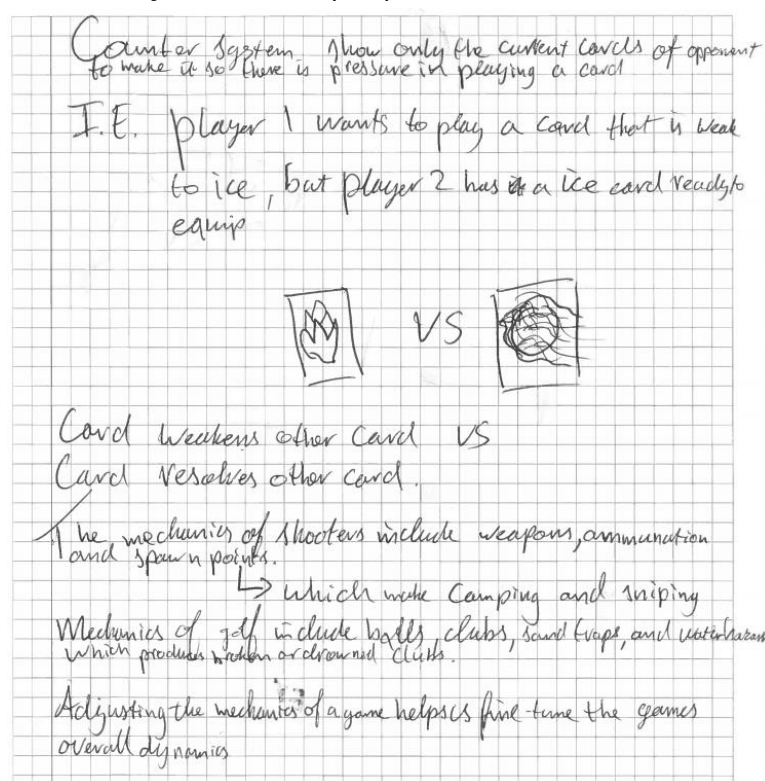 Counter System show only the current cards of opponent
to make it so there is pressure in playing a card
I.E. player 1 wants to play a card that is weak
to ice, but player 2 has a ice card ready to
equip
VS
Card weakens other card VS
Card resolves other card.
The mechanics of shooters include weapons, ammunation
and spawn points.
which make Camping and sniping
Mechanics of golf include balls, clubs, sand traps, and water hazards
which produces broken or drowned clubs.
Adjusting the mechanics of a game helps fine tune the games
overall dynamics